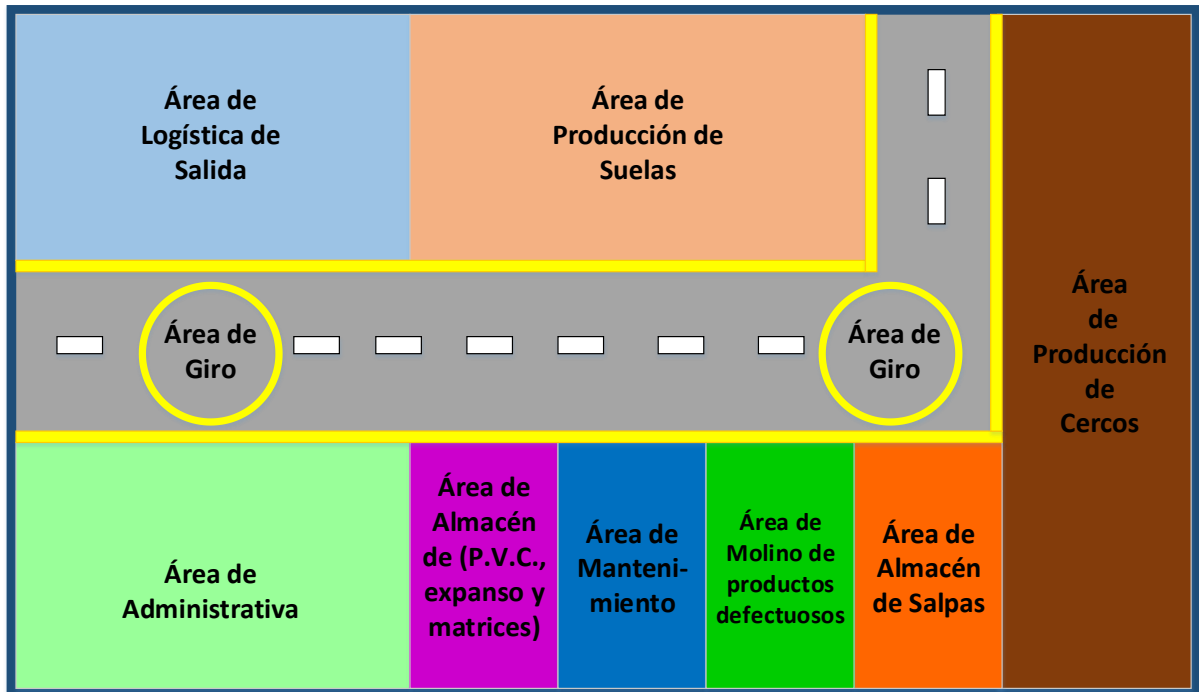 Área de
Logística de
Salida
Área de
Producción de
Suelas
Área
de
Producción
de
Cercos
Área de
Giro
Área de
Giro
Área de
Administrativa
Área de
Almacén
de (P.V.C.,
expanso y
matrices)
Área de
Manteni-
miento
Área de
Molino de
productos
defectuosos
Área de
Almacén
de Salpas